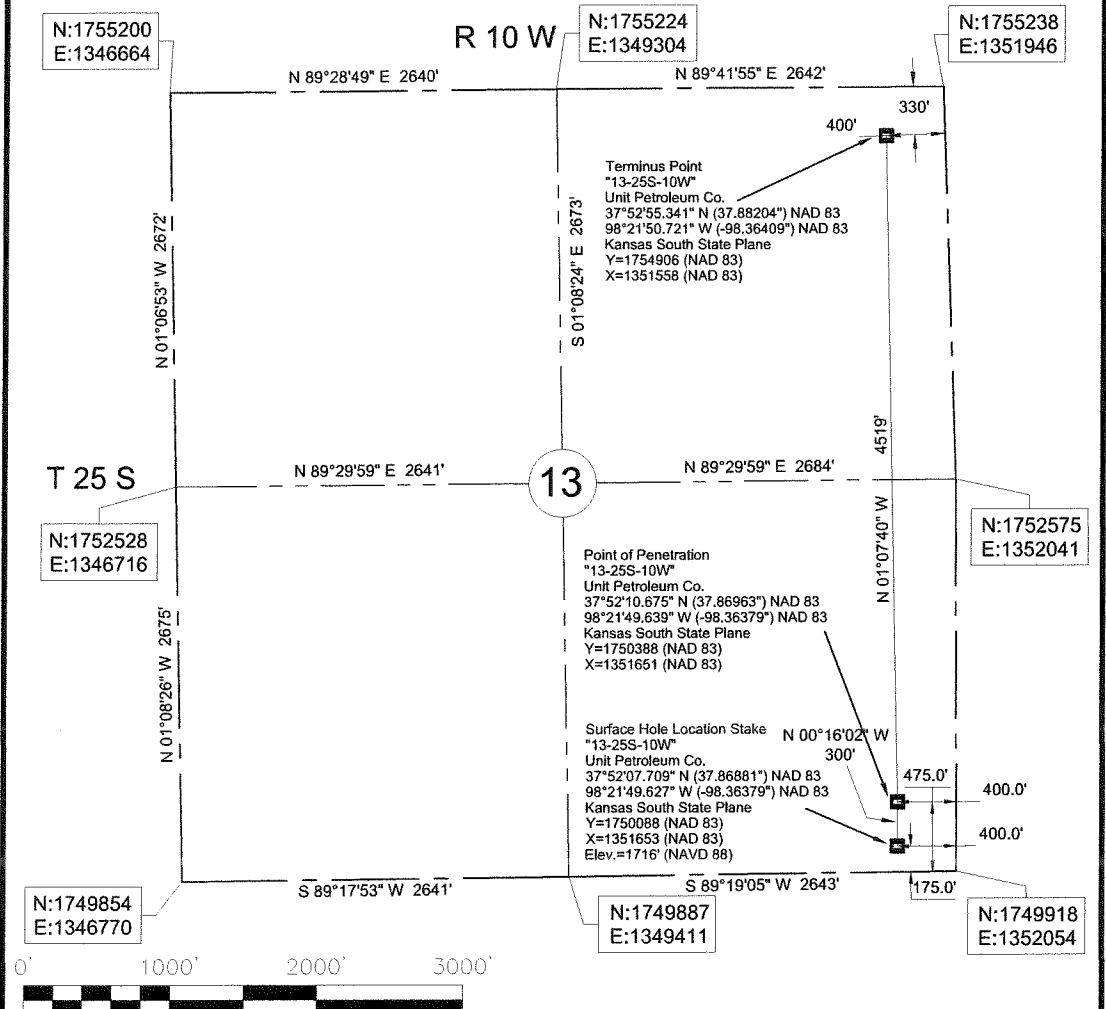 N:1755200
E:1346664
R 10 W
N:1755224
E:1349304
N:1755238
E:1351946
N 89°28'49" E 2640'
N 89°41'55" E 2642'
330'
400'
Terminus Point
"13-25S-10W"
Unit Petroleum Co.
37°52'55.341" N (37.88204") NAD 83
98°21'50.721" W (-98.36409") NAD 83
Kansas South State Plane
Y=1754906 (NAD 83)
X=1351558 (NAD 83)
N 01°06'53" W 2672'
S 01°08'24" E 2673'
4519'
N 01°07'40" W
T 25 S
N 89°29'59" E 2641'
13
N 89°29'59" E 2684'
N:1752528
E:1346716
N:1752575
E:1352041
Point of Penetration
"13-25S-10W"
Unit Petroleum Co.
37°52'10.675" N (37.86963") NAD 83
98°21'49.639" W (-98.36379") NAD 83
Kansas South State Plane
Y=1750388 (NAD 83)
X=1351651 (NAD 83)
N 01°08'26" W 2675'
Surface Hole Location Stake
"13-25S-10W"
Unit Petroleum Co.
37°52'07.709" N (37.86881") NAD 83
98°21'49.627" W (-98.36379") NAD 83
Kansas South State Plane
Y=1750088 (NAD 83)
X=1351653 (NAD 83)
Elev.=1716' (NAVD 88)
N 00°16'02" W
300'
475.0'
400.0'
400.0'
175.0'
S 89°17'53" W 2641'
S 89°19'05" W 2643'
N:1749854
E:1346770
N:1749887
E:1349411
N:1749918
E:1352054
0' 1000' 2000' 3000'